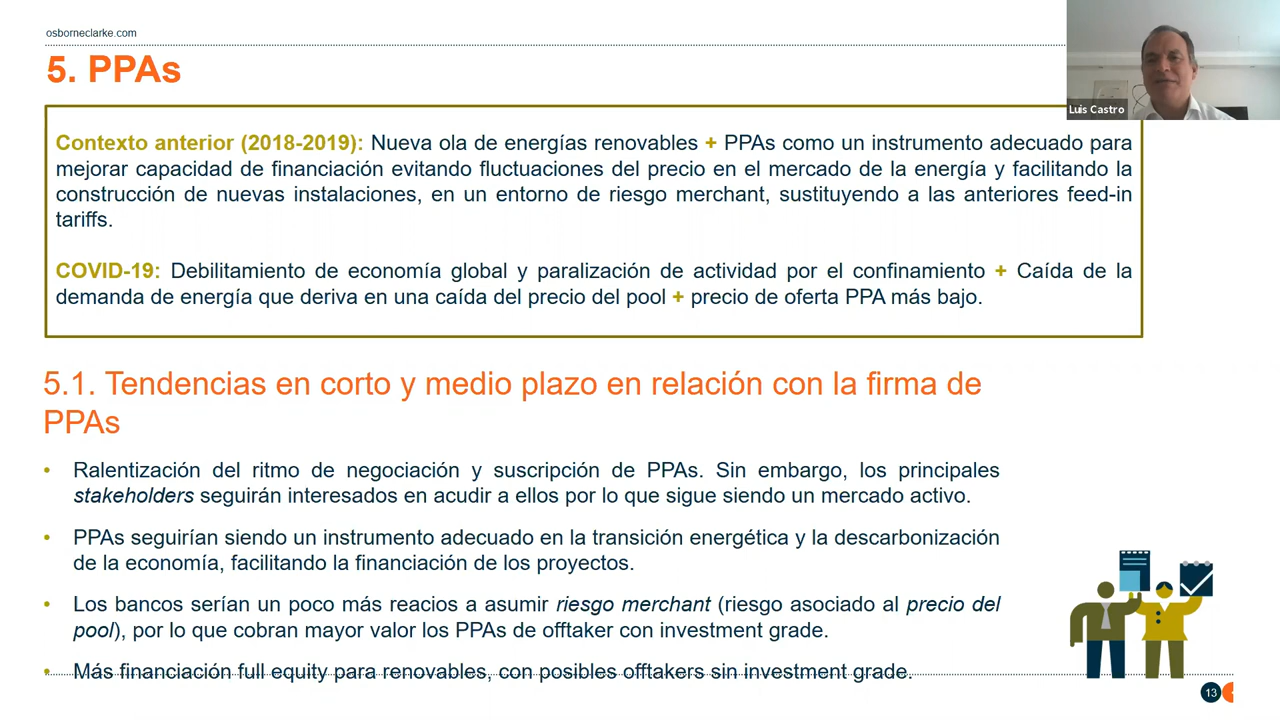 osborneclarke.com
5. PPAs
Luis Castro
Contexto anterior (2018-2019): Nueva ola de energías renovables + PPAs como un instrumento adecuado para
mejorar capacidad de financiación evitando fluctuaciones del precio en el mercado de la energía y facilitando la
construcción de nuevas instalaciones, en un entorno de riesgo merchant, sustituyendo a las anteriores feed-in
tariffs.
COVID-19: Debilitamiento de economía global y paralización de actividad por el confinamiento + Caída de la
demanda de energía que deriva en una caída del precio del pool + precio de oferta PPA más bajo.
5.1. Tendencias en corto y medio plazo en relación con la firma de
PPAs
• Ralentización del ritmo de negociación y suscripción de PPAs. Sin embargo, los principales
stakeholders seguirán interesados en acudir a ellos por lo que sigue siendo un mercado activo.
• PPAs seguirían siendo un instrumento adecuado en la transición energética y la descarbonización
de la economía, facilitando la financiación de los proyectos.
• Los bancos serían un poco más reacios a asumir riesgo merchant (riesgo asociado al precio del
pool), por lo que cobran mayor valor los PPAs de offtaker con investment grade.
• Más financiación full equity para renovables, con posibles offtakers sin investment grade.
13